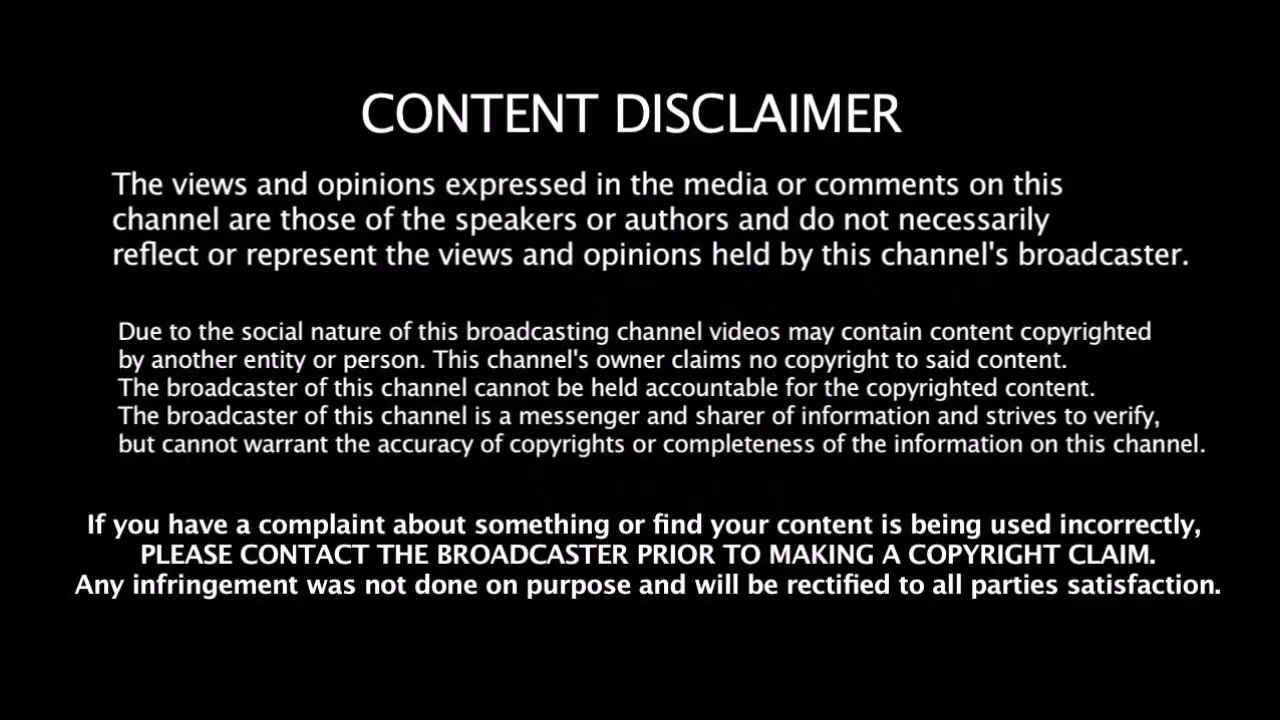 CONTENT DISCLAIMER
The views and opinions expressed in the media or comments on this
channel are those of the speakers or authors and do not necessarily
reflect or represent the views and opinions held by this channel's broadcaster.
Due to the social nature of this broadcasting channel videos may contain content copyrighted
by another entity or person. This channel's owner claims no copyright to said content.
The broadcaster of this channel cannot be held accountable for the copyrighted content.
The broadcaster of this channel is a messenger and sharer of information and strives to verify,
but cannot warrant the accuracy of copyrights or completeness of the information on this channel.
If you have a complaint about something or find your content is being used incorrectly,
PLEASE CONTACT THE BROADCASTER PRIOR TO MAKING A COPYRIGHT CLAIM.
Any infringement was not done on purpose and will be rectified to all parties satisfaction.